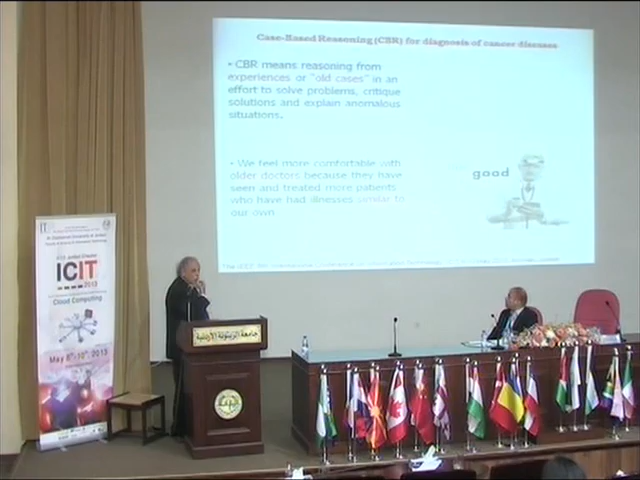 Case-Based Reasoning (CBR) for diagnosis of cancer diseases
• CBR means reasoning from
experiences or "old cases" in an
effort to solve problems, critique
solutions and explain anomalous
situations.
• We feel more comfortable with
older doctors because they have
seen and treated more patients
who have had illnesses similar to
our own
good
ICIT
2013
Cloud Computing
May 8th-10th, 2013
جامعة الزيتونة الأردنية